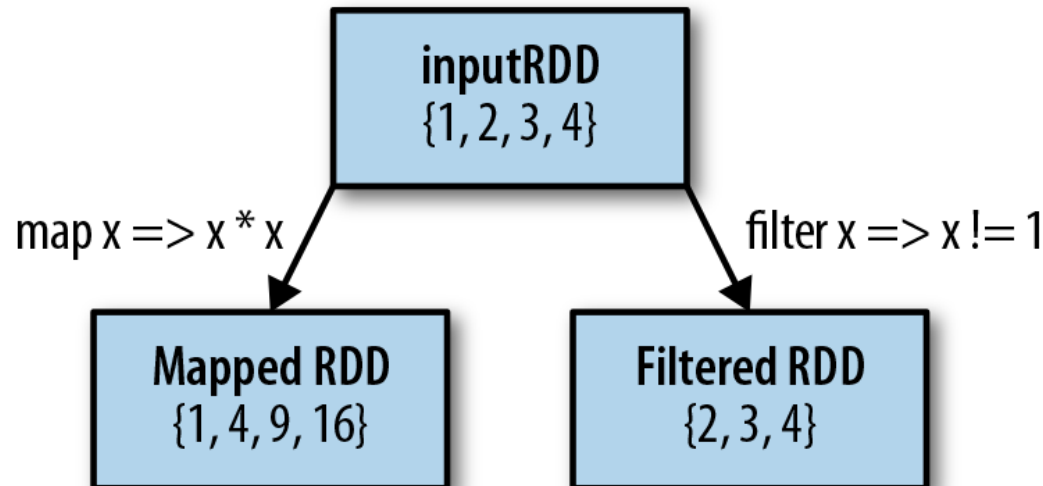 inputRDD
{1, 2, 3, 4}
map x => x * x
filter x => x != 1
Mapped RDD
{1, 4, 9, 16}
Filtered RDD
{2, 3, 4}